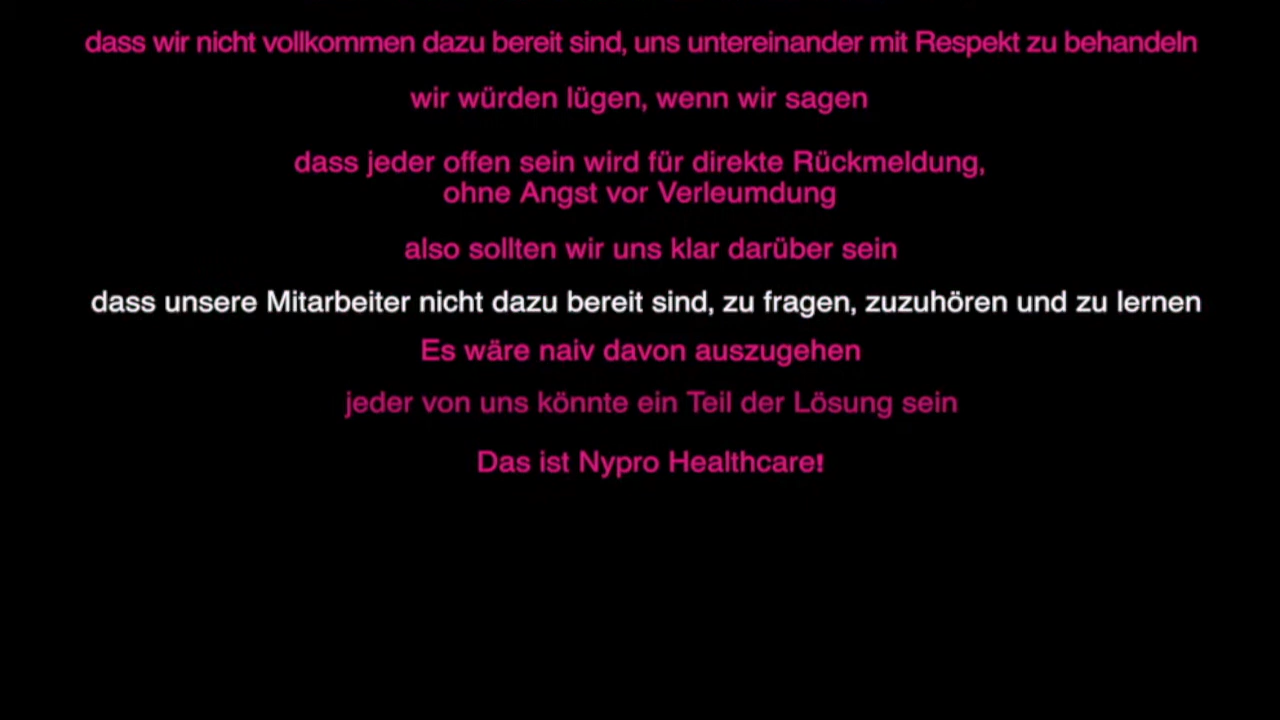 dass wir nicht vollkommen dazu bereit sind, uns untereinander mit Respekt zu behandeln
wir würden lügen, wenn wir sagen
dass jeder offen sein wird für direkte Rückmeldung,
ohne Angst vor Verleumdung
also sollten wir uns klar darüber sein
dass unsere Mitarbeiter nicht dazu bereit sind, zu fragen, zuzuhören und zu lernen
Es wäre naiv davon auszugehen
jeder von uns könnte ein Teil der Lösung sein
Das ist Nypro Healthcare!